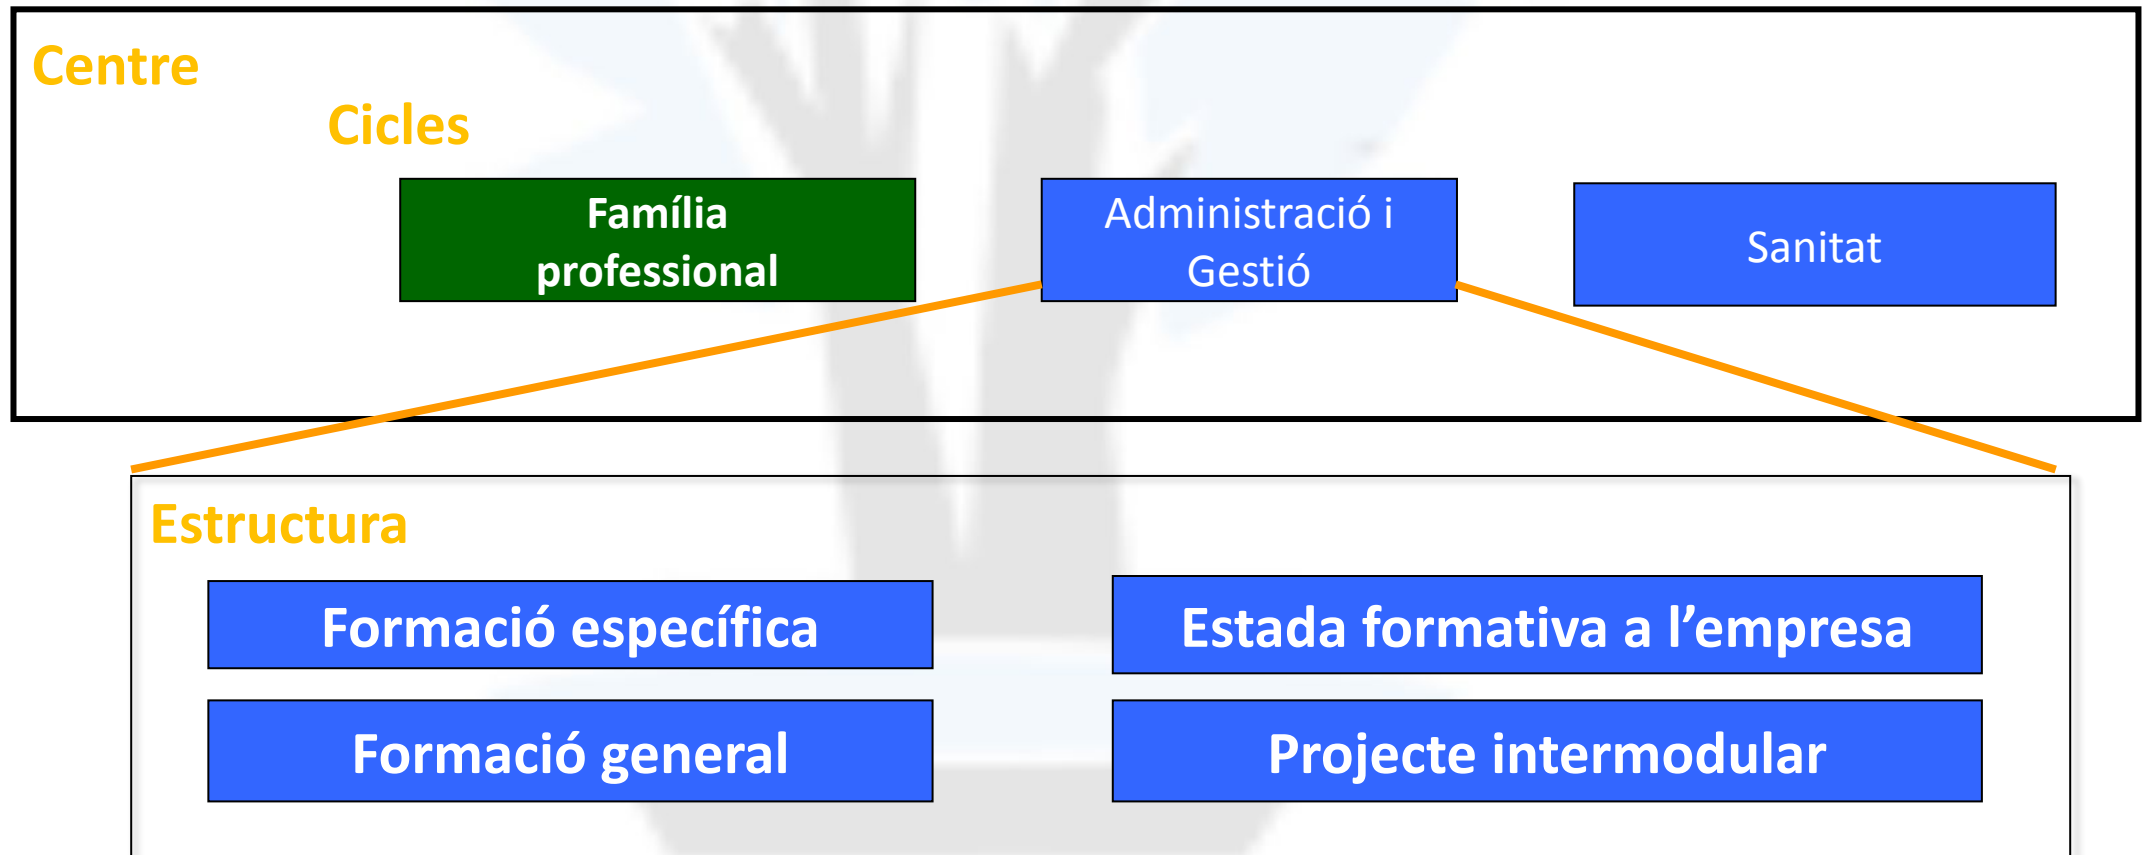 Centre
Cicles
Família
professional
Administració i
Gestió
Sanitat
Estructura
Formació específica
Estada formativa a l’empresa
Formació general
Projecte intermodular